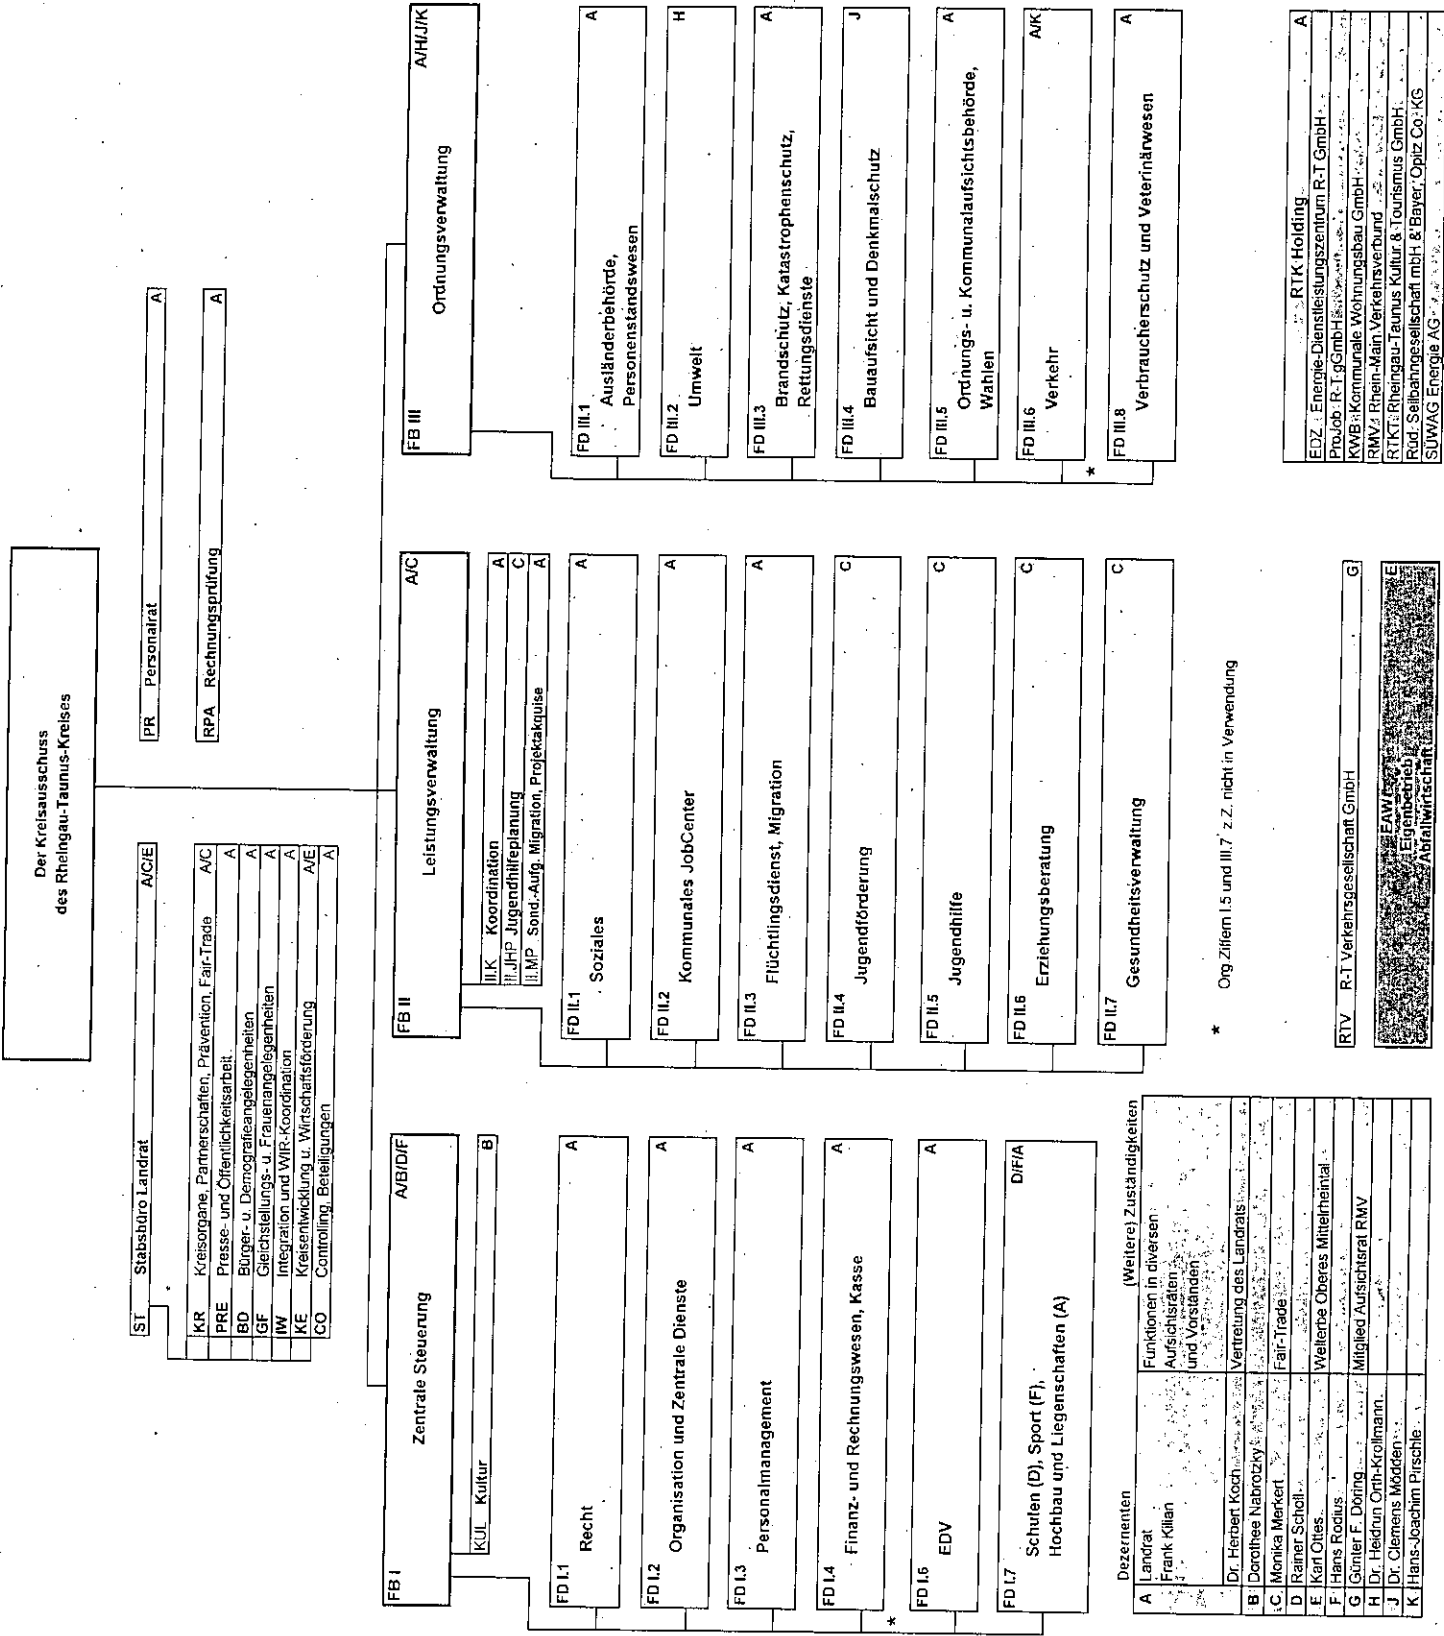 Der Kreisausschuss
des Rheingau-Taunus-Kreises
ST Stabsbüro Landrat A/C/E
*
KR Kreisorgane, Partnerschaften, Prävention, Fair-Trade A/C
PRE Presse- und Öffentlichkeitsarbeit A
BD Bürger- u. Demografieangelegenheiten A
GF Gleichstellungs- u. Frauenangelegenheiten A
IW Integration und WIR-Koordination A
KE Kreisentwicklung u. Wirtschaftsförderung A/E
CO Controlling, Beteiligungen A
PR Personalrat A
RPA Rechnungsprüfung A
FB I A/B/D/F
Zentrale Steuerung
KUL Kultur B
FD I.1 A
Recht
FD I.2 A
Organisation und Zentrale Dienste
FD I.3 A
Personalmanagement
FD I.4 A
Finanz- und Rechnungswesen, Kasse
*
FD I.6 A
EDV
FD I.7 D/F/A
Schulen (D), Sport (F),
Hochbau und Liegenschaften (A)
FB II A/C
Leistungsverwaltung
II.K Koordination A
II.JHP Jugendhilfeplanung C
II.MP Sond.-Aufg. Migration, Projektakquise A
FD II.1 A
Soziales
FD II.2 A
Kommunales JobCenter
FD II.3 A
Flüchtlingsdienst, Migration
FD II.4 C
Jugendförderung
FD II.5 C
Jugendhilfe
FD II.6 C
Erziehungsberatung
FD II.7 C
Gesundheitsverwaltung
FB III A/H/J/K
Ordnungsverwaltung
FD III.1 A
Ausländerbehörde,
Personenstandswesen
FD III.2 H
Umwelt
FD III.3 A
Brandschutz, Katastrophenschutz,
Rettungsdienste
FD III.4 J
Bauaufsicht und Denkmalschutz
FD III.5 A
Ordnungs- u. Kommunalaufsichtsbehörde,
Wahlen
FD III.6 A/K
Verkehr
*
FD III.8 A
Verbraucherschutz und Veterinärwesen
* Org.Ziffern I.5 und III.7 z.Z. nicht in Verwendung
Dezernenten (Weitere) Zuständigkeiten
A Landrat Funktionen in diversen
Frank Kilian Aufsichtsräten
und Vorständen
Dr. Herbert Koch Vertretung des Landrats
B Dorothee Nabrotzky
C Monika Merkert Fair-Trade
D Rainer Scholl
E Karl Ottes Welterbe Oberes Mittelrheintal
F Hans Rodius
G Günter F. Döring Mitglied Aufsichtsrat RMV
H Dr. Heidrun Orth-Krollmann
J Dr. Clemens Mödden
K Hans-Joachim Pirschle
RTV R-T Verkehrsgesellschaft GmbH G
EAW E
Eigenbetrieb
Abfallwirtschaft
RTK Holding A
EDZ : Energie-Dienstleistungszentrum R-T GmbH
ProJob: R-T gGmbH
KWB: Kommunale Wohnungsbau GmbH
RMV: Rhein-Main Verkehrsverbund
RTKT: Rheingau-Taunus Kultur & Tourismus GmbH
Rüd. Seilbahngesellschaft mbH & Bayer, Opitz Co. KG
SÜWAG Energie AG